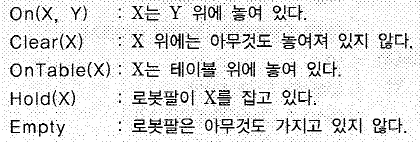 On(X, Y) : X는 Y 위에 놓여 있다.
Clear(X) : X 위에는 아무것도 놓여져 있지 않다.
OnTable(X) : X는 테이블 위에 놓여 있다.
Hold(X) : 로봇팔이 X를 잡고 있다.
Empty : 로봇팔은 아무것도 가지고 있지 않다.